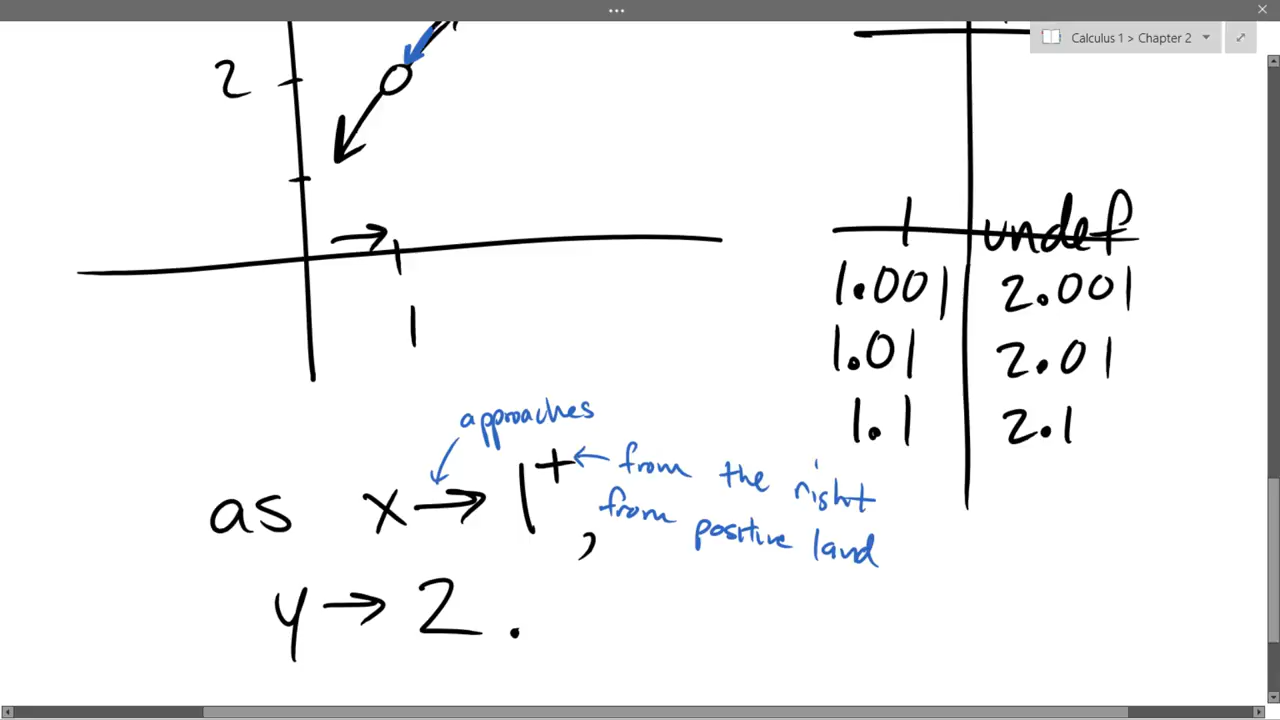 Calculus 1 > Chapter 2
2
1
1 undef
1.001 2.001
1.01 2.01
1.1 2.1
approaches
as x → 1⁺ , ← from the right
from positive land
y → 2 .